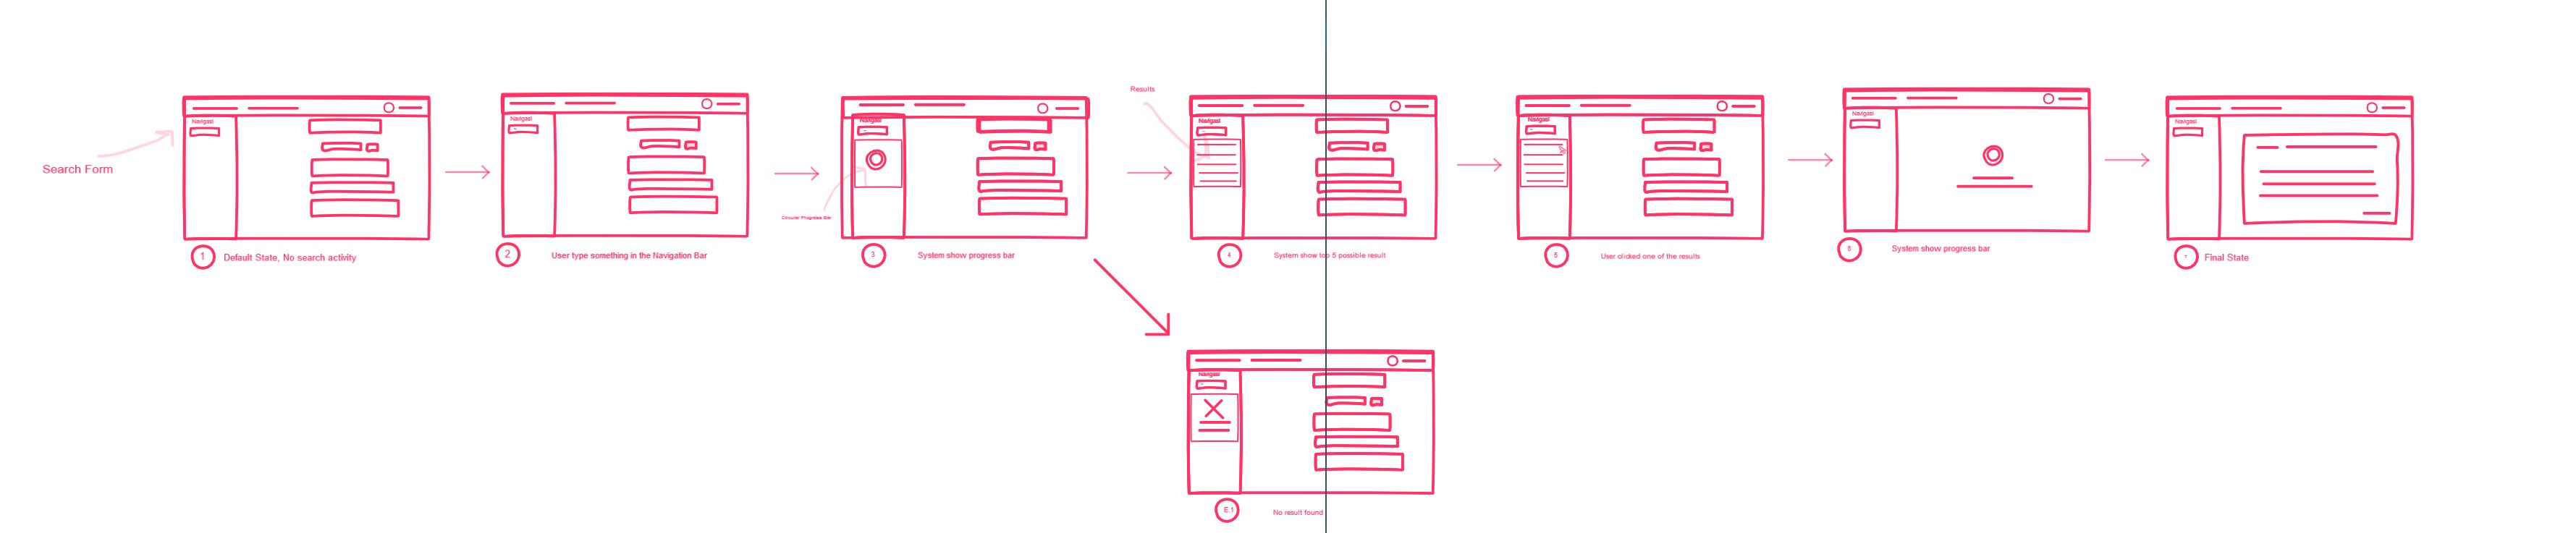 Results
Search Form
Navigasi
Navigasi
Navigasi
Navigasi
Navigasi
Navigasi
Navigasi
Circular Progress Bar
1 Default State, No search activity
2 User type something in the Navigation Bar
3 System show progress bar
4 System show top 5 possible result
5 User clicked one of the results
6 System show progress bar
7 Final State
Navigasi
E.1 No result found